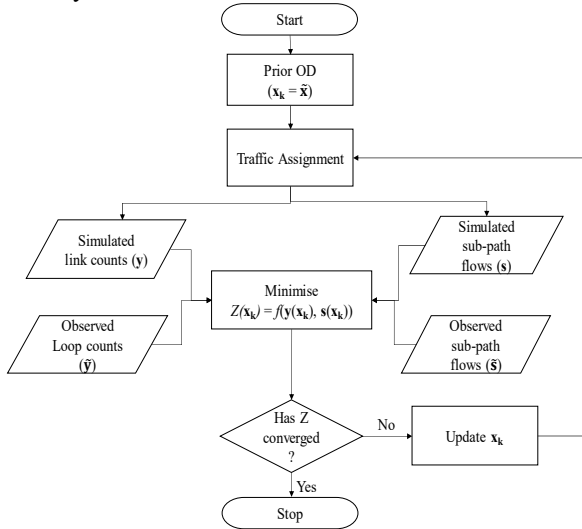 Start
Prior OD
(xₖ = x̃)
Traffic Assignment
Simulated
link counts (y)
Simulated
sub-path
flows (s)
Minimise
Z(xₖ) = f(y(xₖ), s(xₖ))
Observed
Loop counts
(ỹ)
Observed
sub-path
flows (s̃)
Has Z
converged
?
No
Update xₖ
Yes
Stop